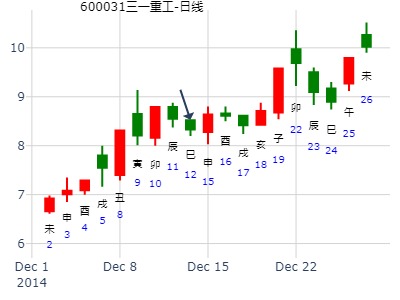 600031三一重工-日线
10
9
8
7
6
未
2
申
3
酉
4
戌
5
丑
8
寅
9
卯
10
辰
11
巳
12
申
15
酉
16
戌
17
亥
18
子
19
卯
22
辰
23
巳
24
午
25
未
26
Dec 1
2014
Dec 8
Dec 15
Dec 22